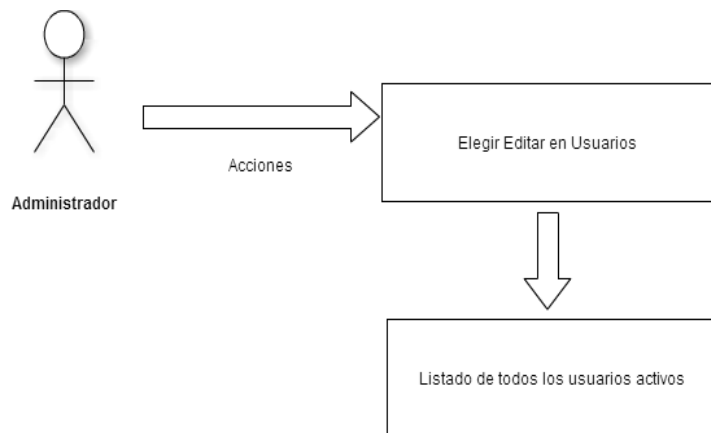 Elegir Editar en Usuarios
Acciones
Administrador
Listado de todos los usuarios activos